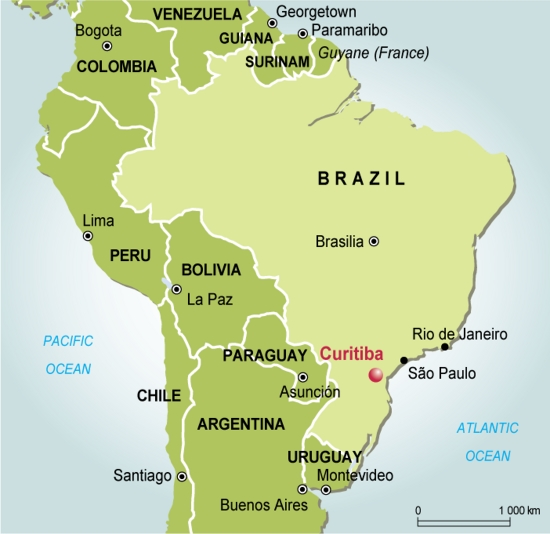 VENEZUELA
Georgetown
Bogota
Paramaribo
GUIANA
Guyane (France)
COLOMBIA
SURINAM
BRAZIL
Lima
Brasilia
PERU
BOLIVIA
La Paz
Rio de Janeiro
PACIFIC
OCEAN
PARAGUAY
Curitiba
São Paulo
Asunción
CHILE
ARGENTINA
ATLANTIC
OCEAN
URUGUAY
Santiago
Montevideo
Buenos Aires
0 1 000 km